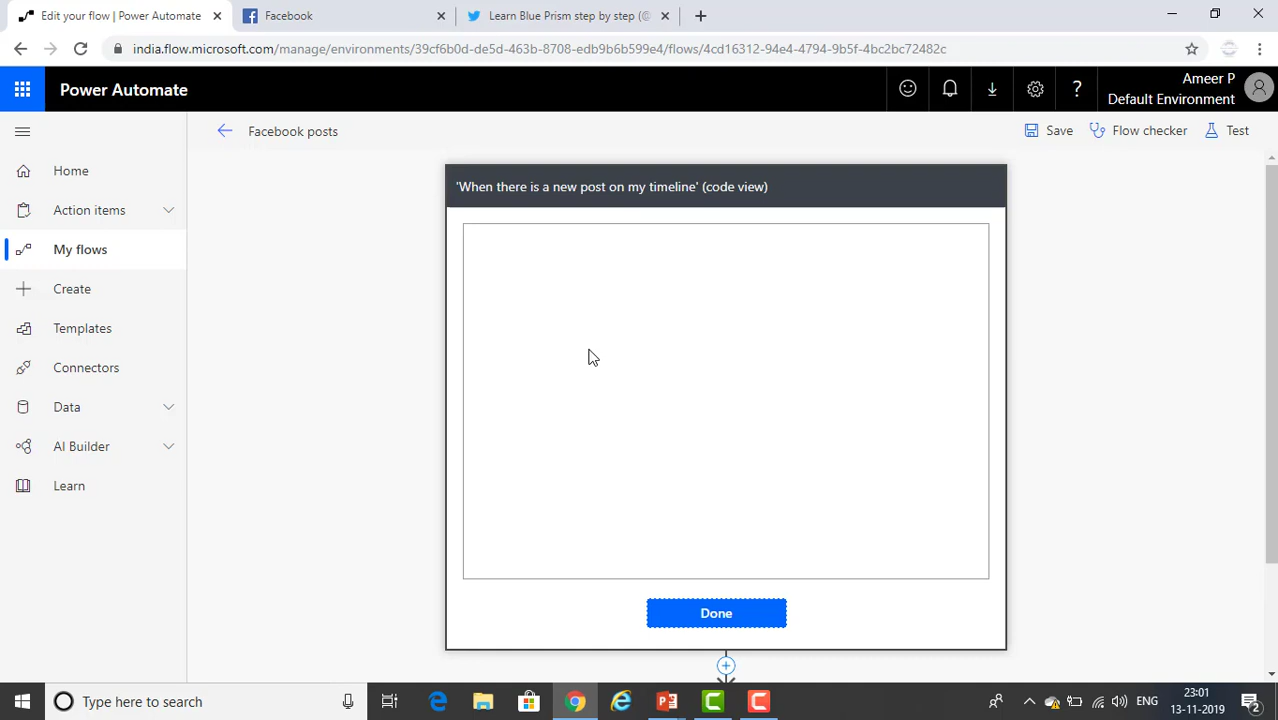 Edit your flow | Power Automate
Facebook
Learn Blue Prism step by step (@
india.flow.microsoft.com/manage/environments/39cf6b0d-de5d-463b-8708-edb9b6b599e4/flows/4cd16312-94e4-4794-9b5f-4bc2bc72482c
Power Automate
Ameer P
Default Environment
Facebook posts
Save
Flow checker
Test
Home
Action items
My flows
Create
Templates
Connectors
Data
AI Builder
Learn
'When there is a new post on my timeline' (code view)
Done
Type here to search
ENG
23:01
13-11-2019
2